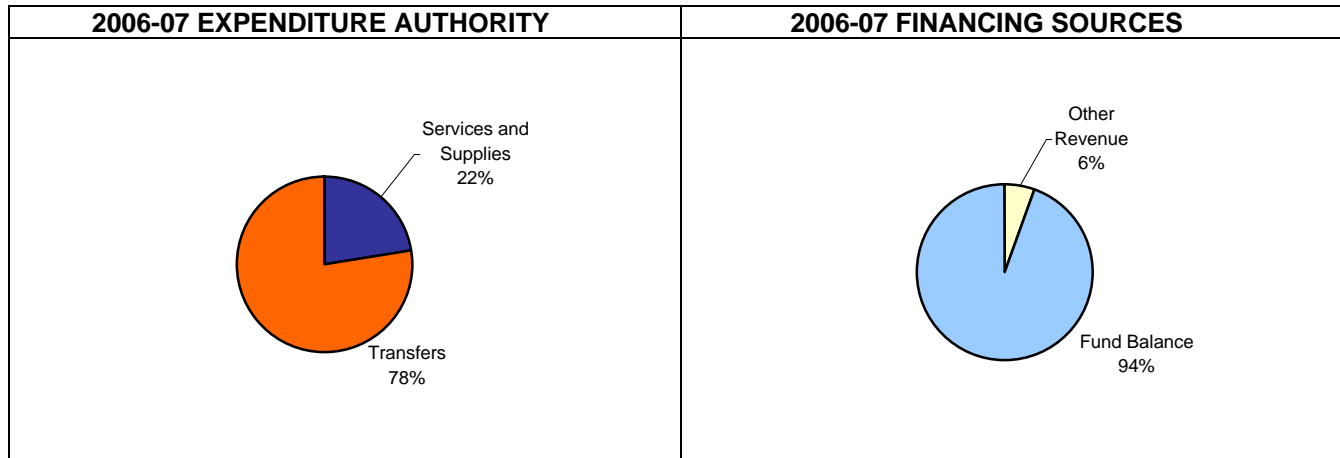 2006-07 EXPENDITURE AUTHORITY
2006-07 FINANCING SOURCES
Services and
Supplies
22%
Transfers
78%
Other
Revenue
6%
Fund Balance
94%